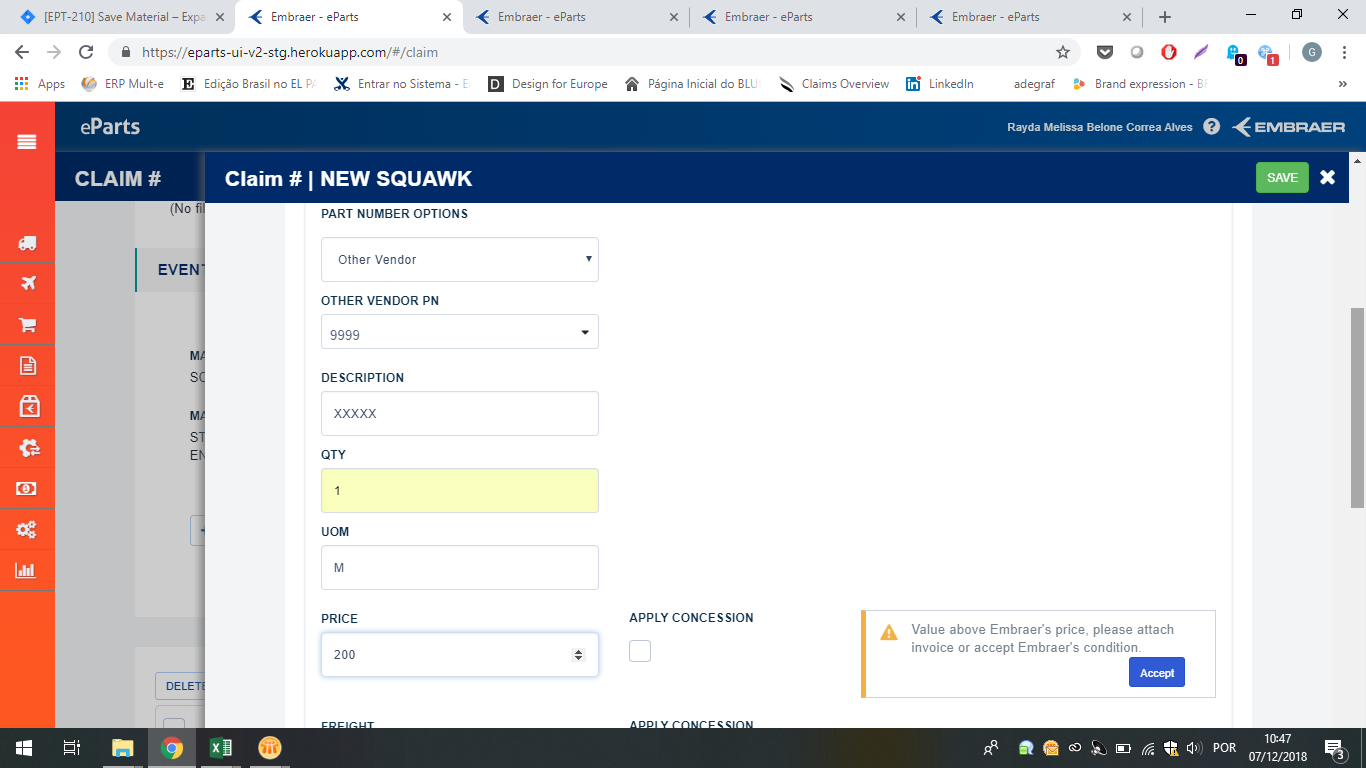 [EPT-210] Save Material – Expa
Embraer - eParts
Embraer - eParts
Embraer - eParts
Embraer - eParts
https://eparts-ui-v2-stg.herokuapp.com/#/claim
0
1
G
Apps
ERP Mult-e
Edição Brasil no EL PA
Entrar no Sistema - E
Design for Europe
Página Inicial do BLU
Claims Overview
LinkedIn
adegraf
Brand expression - BR
»
eParts
Rayda Melissa Belone Correa Alves
EMBRAER
CLAIM #
Claim # | NEW SQUAWK
SAVE
(No fil
EVENT
MA
SC
MA
ST
EN
DELETE
PART NUMBER OPTIONS
Other Vendor
OTHER VENDOR PN
9999
DESCRIPTION
XXXXX
QTY
1
UOM
M
PRICE
200
APPLY CONCESSION
Value above Embraer's price, please attach
invoice or accept Embraer's condition.
Accept
FREIGHT
APPLY CONCESSION
POR
10:47
07/12/2018
3